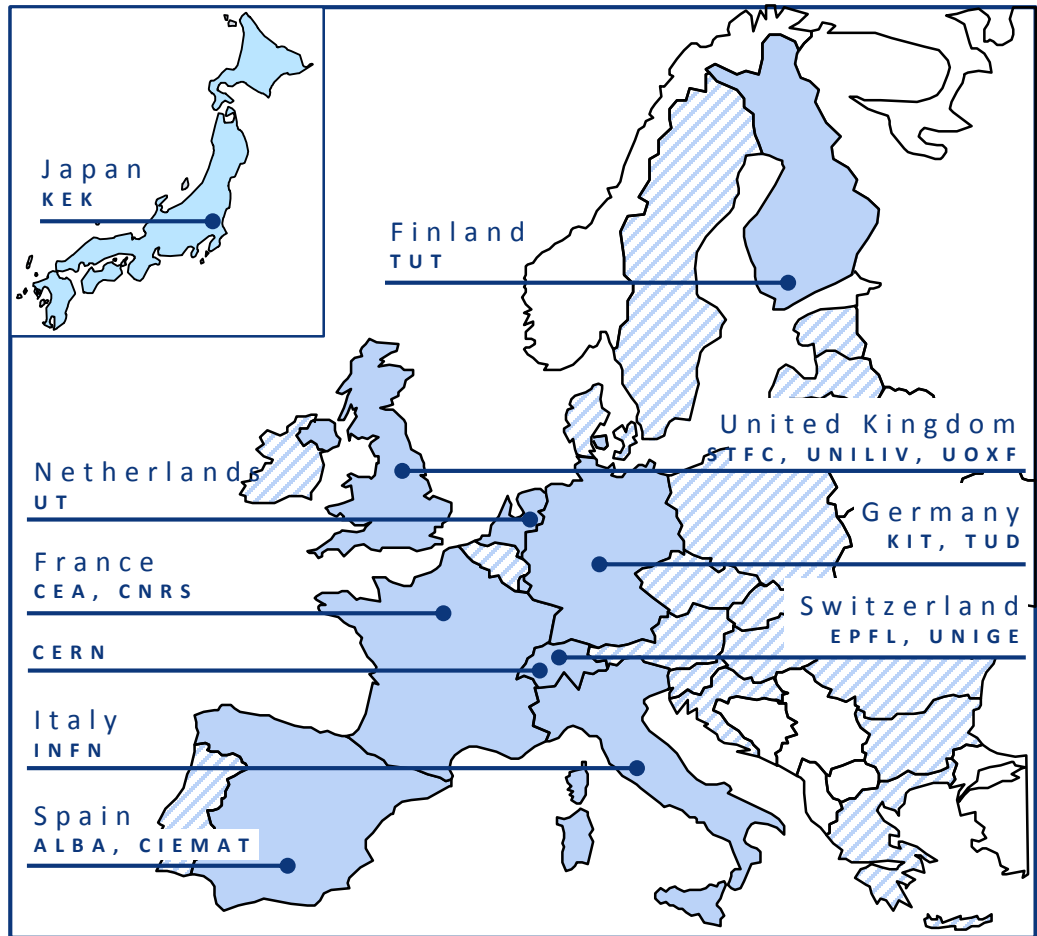 Japan
KEK
Finland
TUT
United Kingdom
STFC, UNILIV, UOXF
Netherlands
UT
Germany
KIT, TUD
France
CEA, CNRS
Switzerland
EPFL, UNIGE
CERN
Italy
INFN
Spain
ALBA, CIEMAT